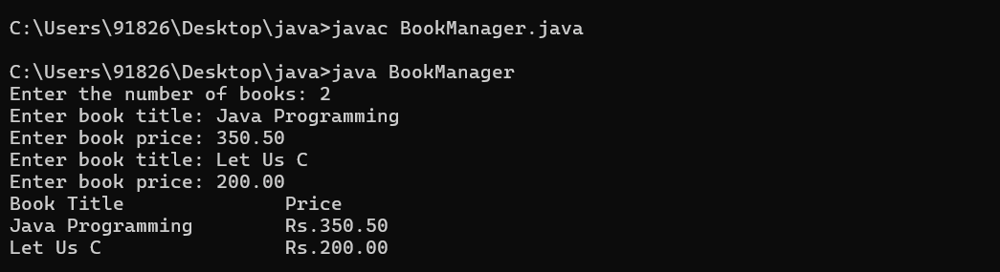 C:\Users\91826\Desktop\java>javac BookManager.java
C:\Users\91826\Desktop\java>java BookManager
Enter the number of books: 2
Enter book title: Java Programming
Enter book price: 350.50
Enter book title: Let Us C
Enter book price: 200.00
Book Title              Price
Java Programming        Rs.350.50
Let Us C                Rs.200.00